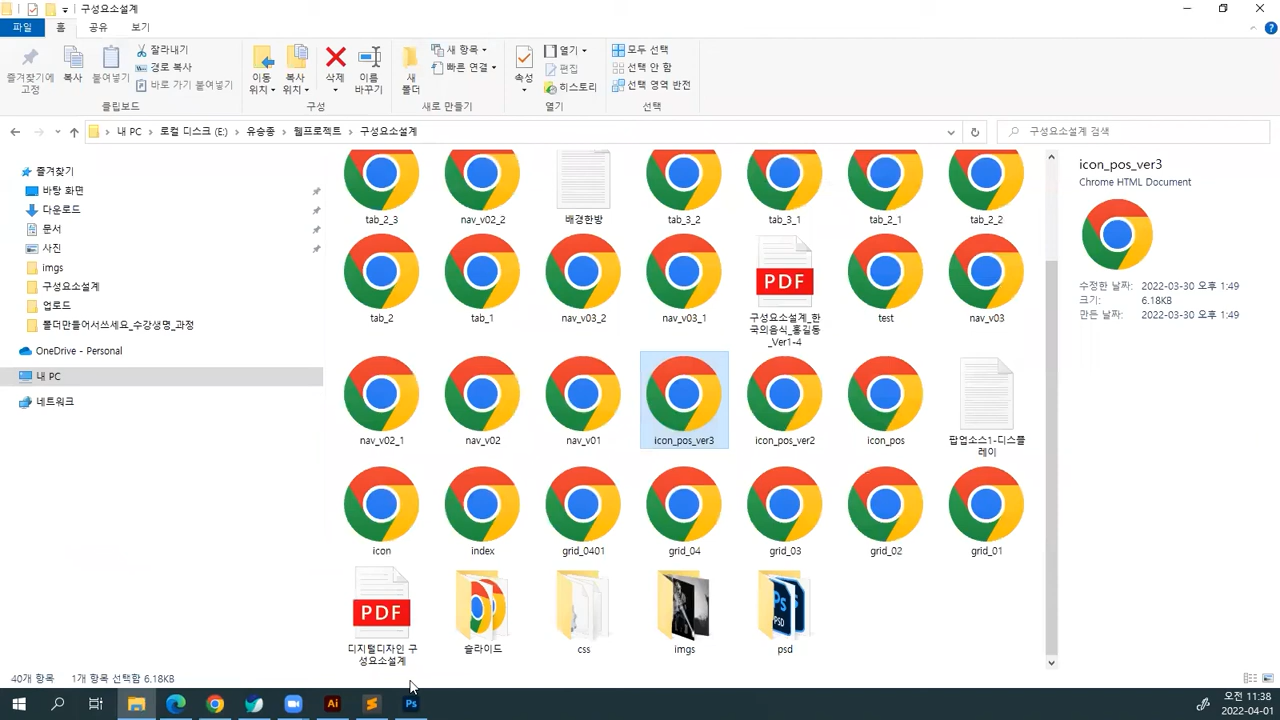 구성요소설계
파일 홈 공유 보기
즐겨찾기에 고정
복사
붙여넣기
잘라내기
경로 복사
바로 가기 붙여넣기
클립보드
이동 위치
복사 위치
삭제
이름 바꾸기
구성
새 폴더
새 항목
빠른 연결
새로 만들기
속성
열기
편집
히스토리
열기
모두 선택
선택 안 함
선택 영역 반전
선택
내 PC > 로컬 디스크 (E:) > 유승종 > 웹프로젝트 > 구성요소설계
구성요소설계 검색
즐겨찾기
바탕 화면
다운로드
문서
사진
imgs
구성요소설계
업로드
폴더만들어서쓰세요_수강생명_과정
OneDrive - Personal
내 PC
네트워크
tab_2_3 nav_v02_2 배경한방 tab_3_2 tab_3_1 tab_2_1 tab_2_2
PDF
tab_2 tab_1 nav_v03_2 nav_v03_1 구성요소설계_한 test nav_v03
국의음식_홍길동
_Ver1-4
nav_v02_1 nav_v02 nav_v01 icon_pos_ver3 icon_pos_ver2 icon_pos 팝업소스1-디스플
레이
icon index grid_0401 grid_04 grid_03 grid_02 grid_01
PDF
Ps
PSD
디지털디자인 구 슬라이드 css imgs psd
성요소설계
icon_pos_ver3
Chrome HTML Document
수정한 날짜: 2022-03-30 오후 1:49
크기: 6.18KB
만든 날짜: 2022-03-30 오후 1:49
40개 항목 1개 항목 선택함 6.18KB
Ai
Ps
오전 11:38
2022-04-01